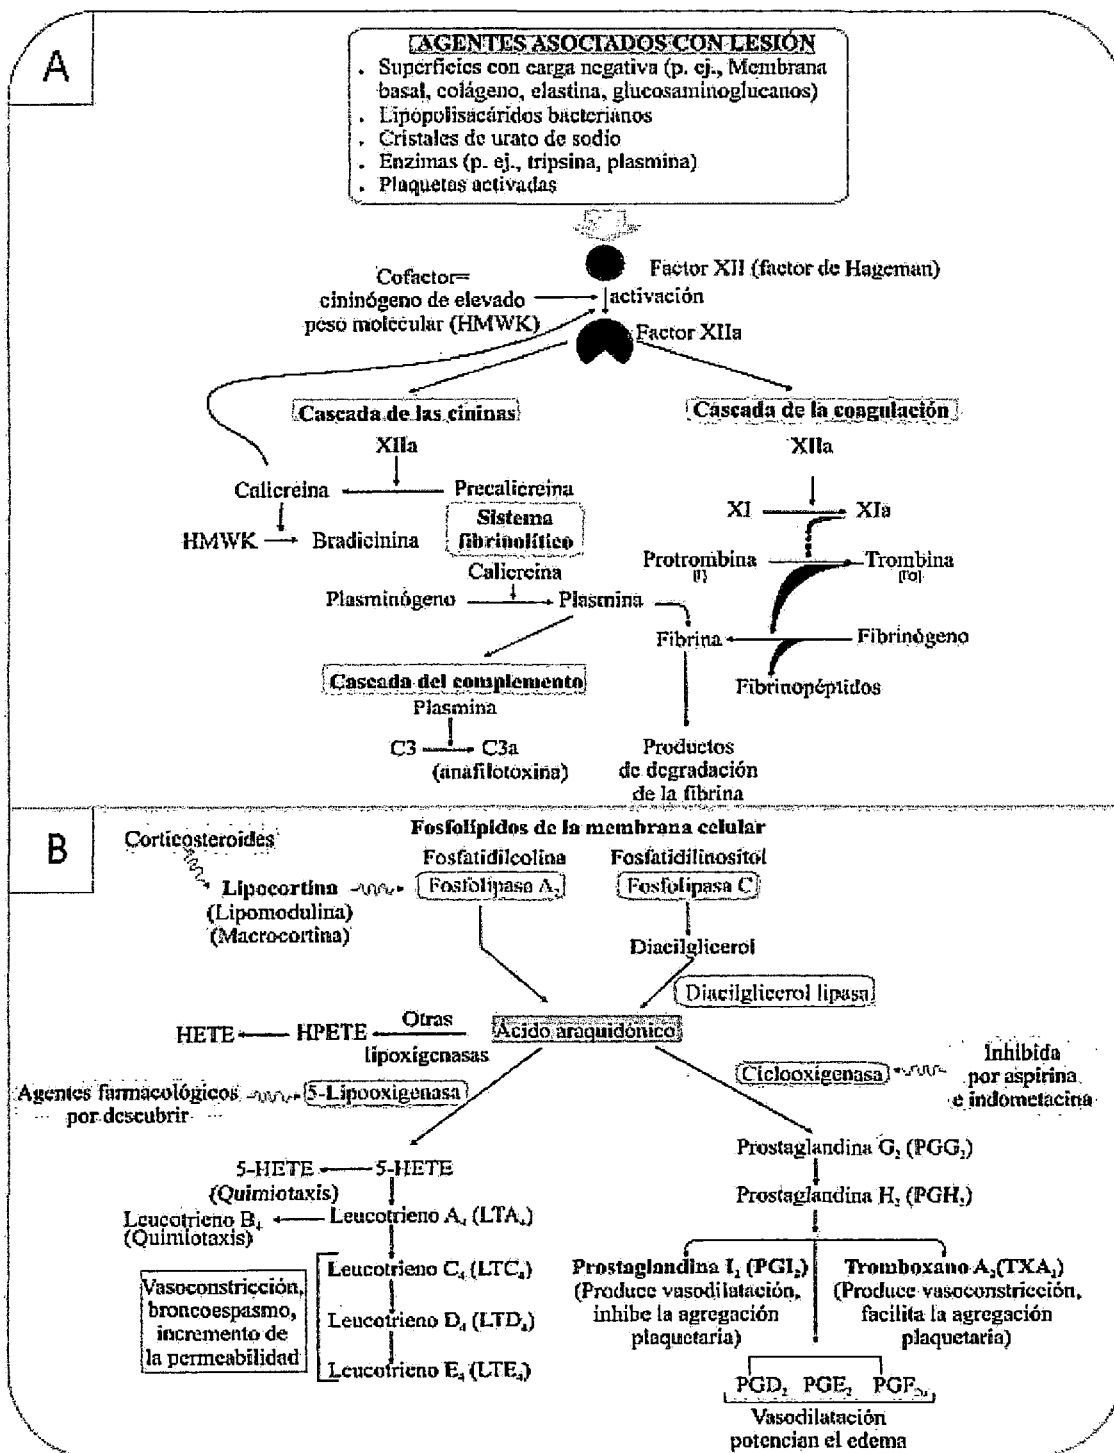 A
AGENTES ASOCIADOS CON LESIÓN
. Superficies con carga negativa (p. ej., Membrana
basal, colágeno, elastina, glucosaminoglucanos)
. Lipopolisacáridos bacterianos
. Cristales de urato de sodio
. Enzimas (p. ej., tripsina, plasmina)
. Plaquetas activadas
Factor XII (factor de Hageman)
Cofactor=
cininógeno de elevado
peso molecular (HMWK)
activación
Factor XIIa
Cascada de las cininas
XIIa
Calicreína
Precalicreina
HMWK
Bradicinina
Sistema
fibrinolítico
Calicreína
Plasminógeno
Plasmina
Cascada de la coagulación
XIIa
XI
XIa
Protrombina
Trombina
Fibrina
Fibrinógeno
Fibrinopéptidos
Cascada del complemento
Plasmina
C3
C3a
(anafilotoxina)
Productos
de degradación
de la fibrina
B
Fosfolípidos de la membrana celular
Corticosteroides
Lipocortina
(Lipomodulina)
(Macrocortina)
Fosfatidilcolina
Fosfolipasa A₂
Fosfatidilinositol
Fosfolipasa C
Diacilglicerol
Diacilglicerol lipasa
Ácido araquidónico
HETE
HPETE
Otras
lipoxigenasas
Agentes farmacológicos
por descubrir
5-Lipooxigenasa
Ciclooxigenasa
Inhibida
por aspirina
e indometacina
5-HETE
5-HETE
(Quimiotaxis)
Leucotrieno B₄
(Quimiotaxis)
Leucotrieno A₄ (LTA₄)
Leucotrieno C₄ (LTC₄)
Leucotrieno D₄ (LTD₄)
Leucotrieno E₄ (LTE₄)
Vasoconstricción,
broncoespasmo,
incremento de
la permeabilidad
Prostaglandina G₂ (PGG₂)
Prostaglandina H₂ (PGH₂)
Prostaglandina I₂ (PGI₂)
(Produce vasodilatación,
inhibe la agregación
plaquetaria)
Tromboxano A₂(TXA₂)
(Produce vasoconstricción,
facilita la agregación
plaquetaria)
PGD₂ PGE₂ PGF₂α
Vasodilatación
potencian el edema